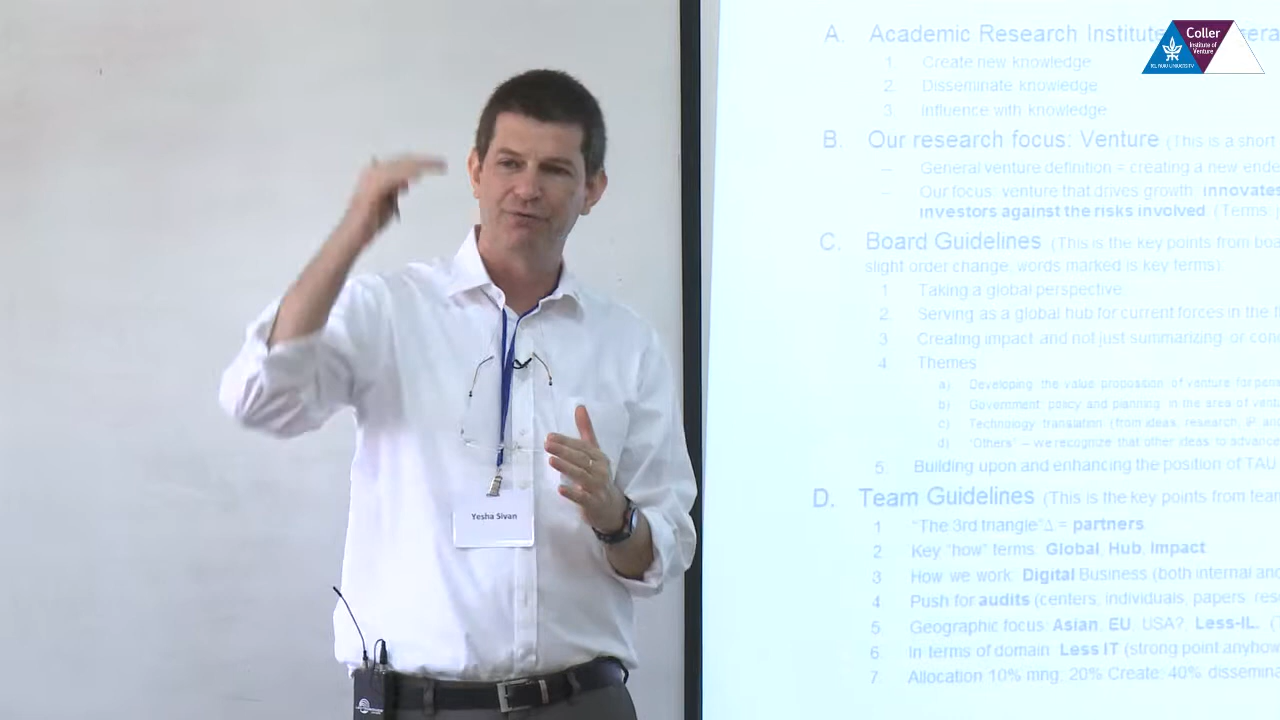 A. Academic Research Institute
1 Create new knowledge
2. Disseminate knowledge
3. Influence with knowledge
B. Our research focus: Venture (This is a short
– General venture definition = creating a new
– Our focus: venture that drives growth: innovates
investors against the risks involved (Terms:
C. Board Guidelines (This is the key points from
slight order change, words marked is key terms).
1 Taking a global perspective
2. Serving as a global hub for current forces in the
3 Creating impact and not just summarizing or
4 Themes
a) Developing the value proposition of venture for
b) Government: policy and planning in the area of
c) Technology translation (from ideas, research, IP and
d) "Others" – we recognize that other ideas to
5. Building upon and enhancing the position of TAU
D. Team Guidelines (This is the key points from
1 "The 3rd triangle" Δ = partners
2 Key "how" terms: Global, Hub, Impact
3 How we work: Digital Business (both internal and
4 Push for audits (centers, individuals, papers,
5 Geographic focus: Asian, EU, USA?, Less-IL. (
6. In terms of domain: Less IT (strong point
7. Allocation 10% mng; 20% Create; 40%
Coller
Institute of
Venture
TEL AVIV UNIVERSITY
Yesha Sivan